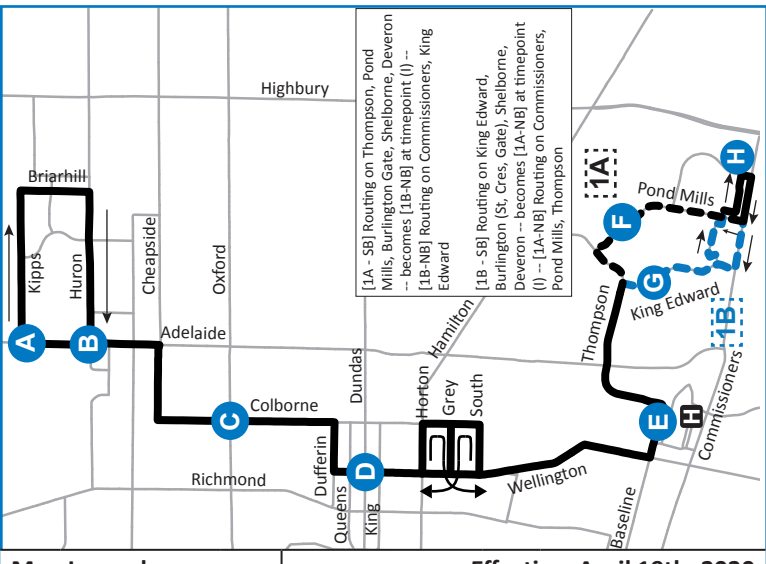 Highbury
[1A - SB] Routing on Thompson, Pond
Mills, Burlington Gate, Shelborne, Deveron
-- becomes [1B-NB] at timepoint (I) --
[1B-NB] Routing on Commissioners, King
Edward
[1B - SB] Routing on King Edward,
Burlington (St, Cres, Gate), Shelborne,
Deveron -- becomes [1A-NB] at timepoint
(I) -- [1A-NB] Routing on Commissioners,
Pond Mills, Thompson
Briarhill
Kipps
Huron
Cheapside
Oxford
Adelaide
Colborne
Dundas
Hamilton
Horton
Grey
South
Dufferin
Richmond
Queens
King
Wellington
Baseline
Commissioners
Thompson
King Edward
Pond Mills
1A
1B
A
B
C
D
E
F
G
H
H